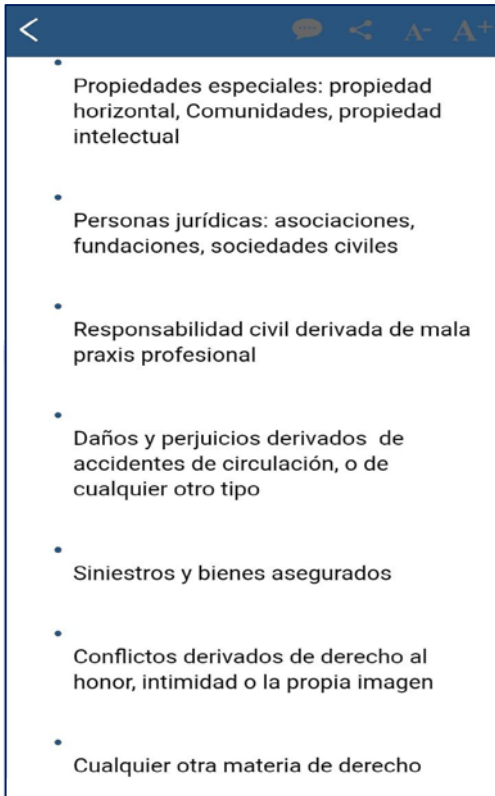 A- A+
Propiedades especiales: propiedad
horizontal, Comunidades, propiedad
intelectual
Personas jurídicas: asociaciones,
fundaciones, sociedades civiles
Responsabilidad civil derivada de mala
praxis profesional
Daños y perjuicios derivados de
accidentes de circulación, o de
cualquier otro tipo
Siniestros y bienes asegurados
Conflictos derivados de derecho al
honor, intimidad o la propia imagen
Cualquier otra materia de derecho